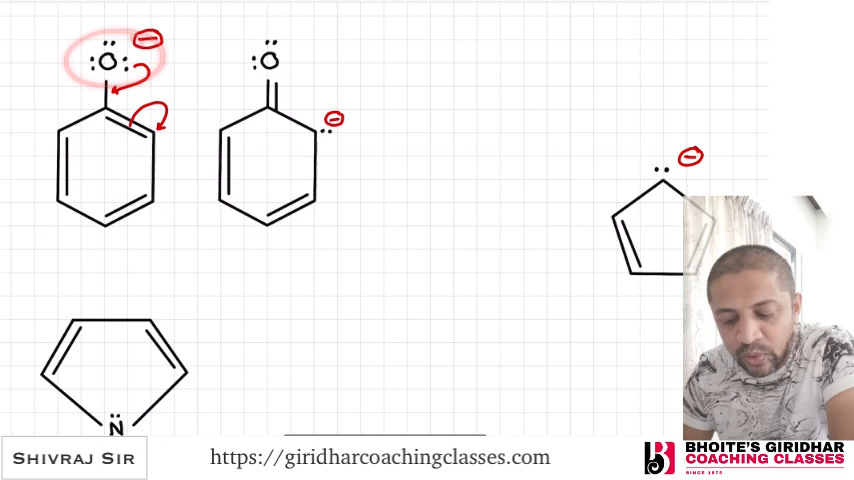 :O:
:O
N
SHIVRAJ SIR
https://giridharcoachingclasses.com
BHOITE'S GIRIDHAR
COACHING CLASSES
SINCE 1975